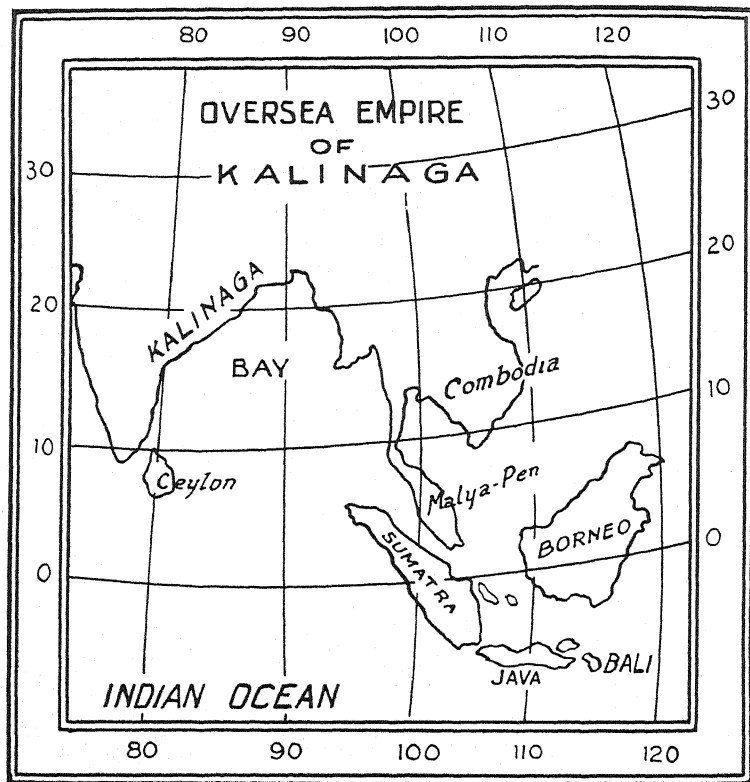 80 90 100 110 120
OVERSEA EMPIRE
OF
KALINAGA
30
30
20
20
KALINAGA
BAY
Combodia
10
10
Ceylon
Malya-Pen
BORNEO
SUMATRA
0
0
JAVA
BALI
INDIAN OCEAN
80 90 100 110 120